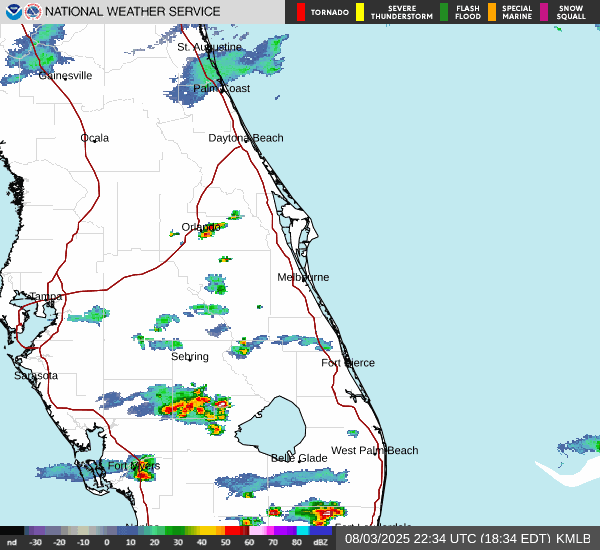 NATIONAL WEATHER SERVICE
TORNADO
SEVERE THUNDERSTORM
FLASH FLOOD
SPECIAL MARINE
SNOW SQUALL
St. Augustine
Gainesville
Palm Coast
Ocala
Daytona Beach
Orlando
Melbourne
Tampa
Sebring
Fort Pierce
Sarasota
West Palm Beach
Belle Glade
Fort Myers
nd -30 -20 -10 0 10 20 30 40 50 60 70 80 dBZ
08/03/2025 22:34 UTC (18:34 EDT) KMLB